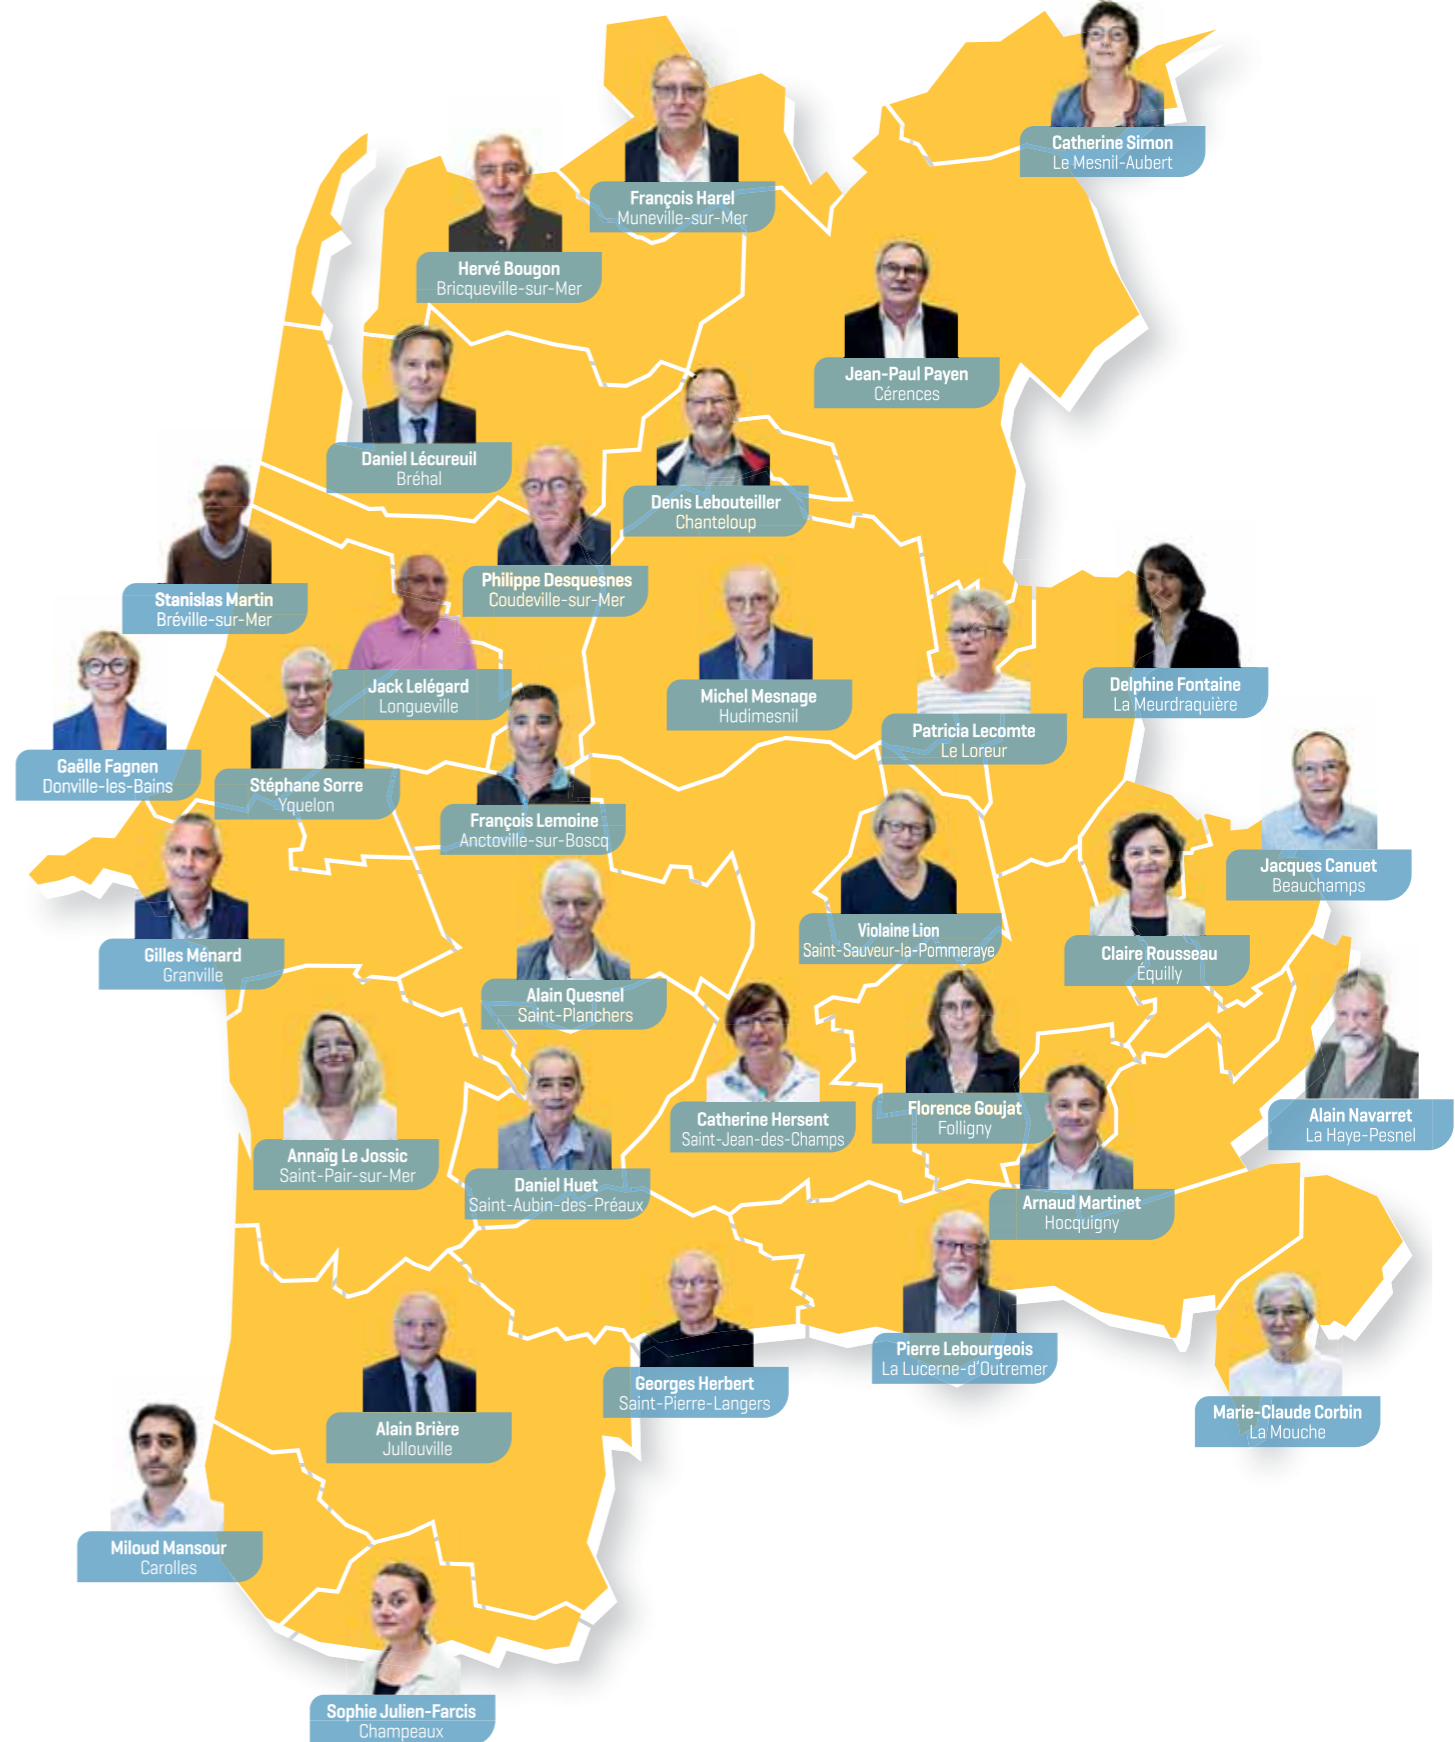 Catherine Simon
Le Mesnil-Aubert
François Harel
Muneville-sur-Mer
Hervé Bougon
Bricqueville-sur-Mer
Jean-Paul Payen
Cérences
Daniel Lécureuil
Bréhal
Denis Lebouteiller
Chanteloup
Philippe Desquesnes
Coudeville-sur-Mer
Stanislas Martin
Bréville-sur-Mer
Jack Lelégard
Longueville
Michel Mesnage
Hudimesnil
Delphine Fontaine
La Meurdraquière
Patricia Lecomte
Le Loreur
Gaëlle Fagnen
Donville-les-Bains
Stéphane Sorre
Yquelon
François Lemoine
Anctoville-sur-Boscq
Jacques Canuet
Beauchamps
Violaine Lion
Saint-Sauveur-la-Pommeraye
Claire Rousseau
Équilly
Gilles Ménard
Granville
Alain Quesnel
Saint-Planchers
Catherine Hersent
Saint-Jean-des-Champs
Florence Goujat
Folligny
Alain Navarret
La Haye-Pesnel
Annaïg Le Jossic
Saint-Pair-sur-Mer
Daniel Huet
Saint-Aubin-des-Préaux
Arnaud Martinet
Hocquigny
Pierre Lebourgeois
La Lucerne-d'Outremer
Georges Herbert
Saint-Pierre-Langers
Marie-Claude Corbin
La Mouche
Alain Brière
Jullouville
Miloud Mansour
Carolles
Sophie Julien-Farcis
Champeaux